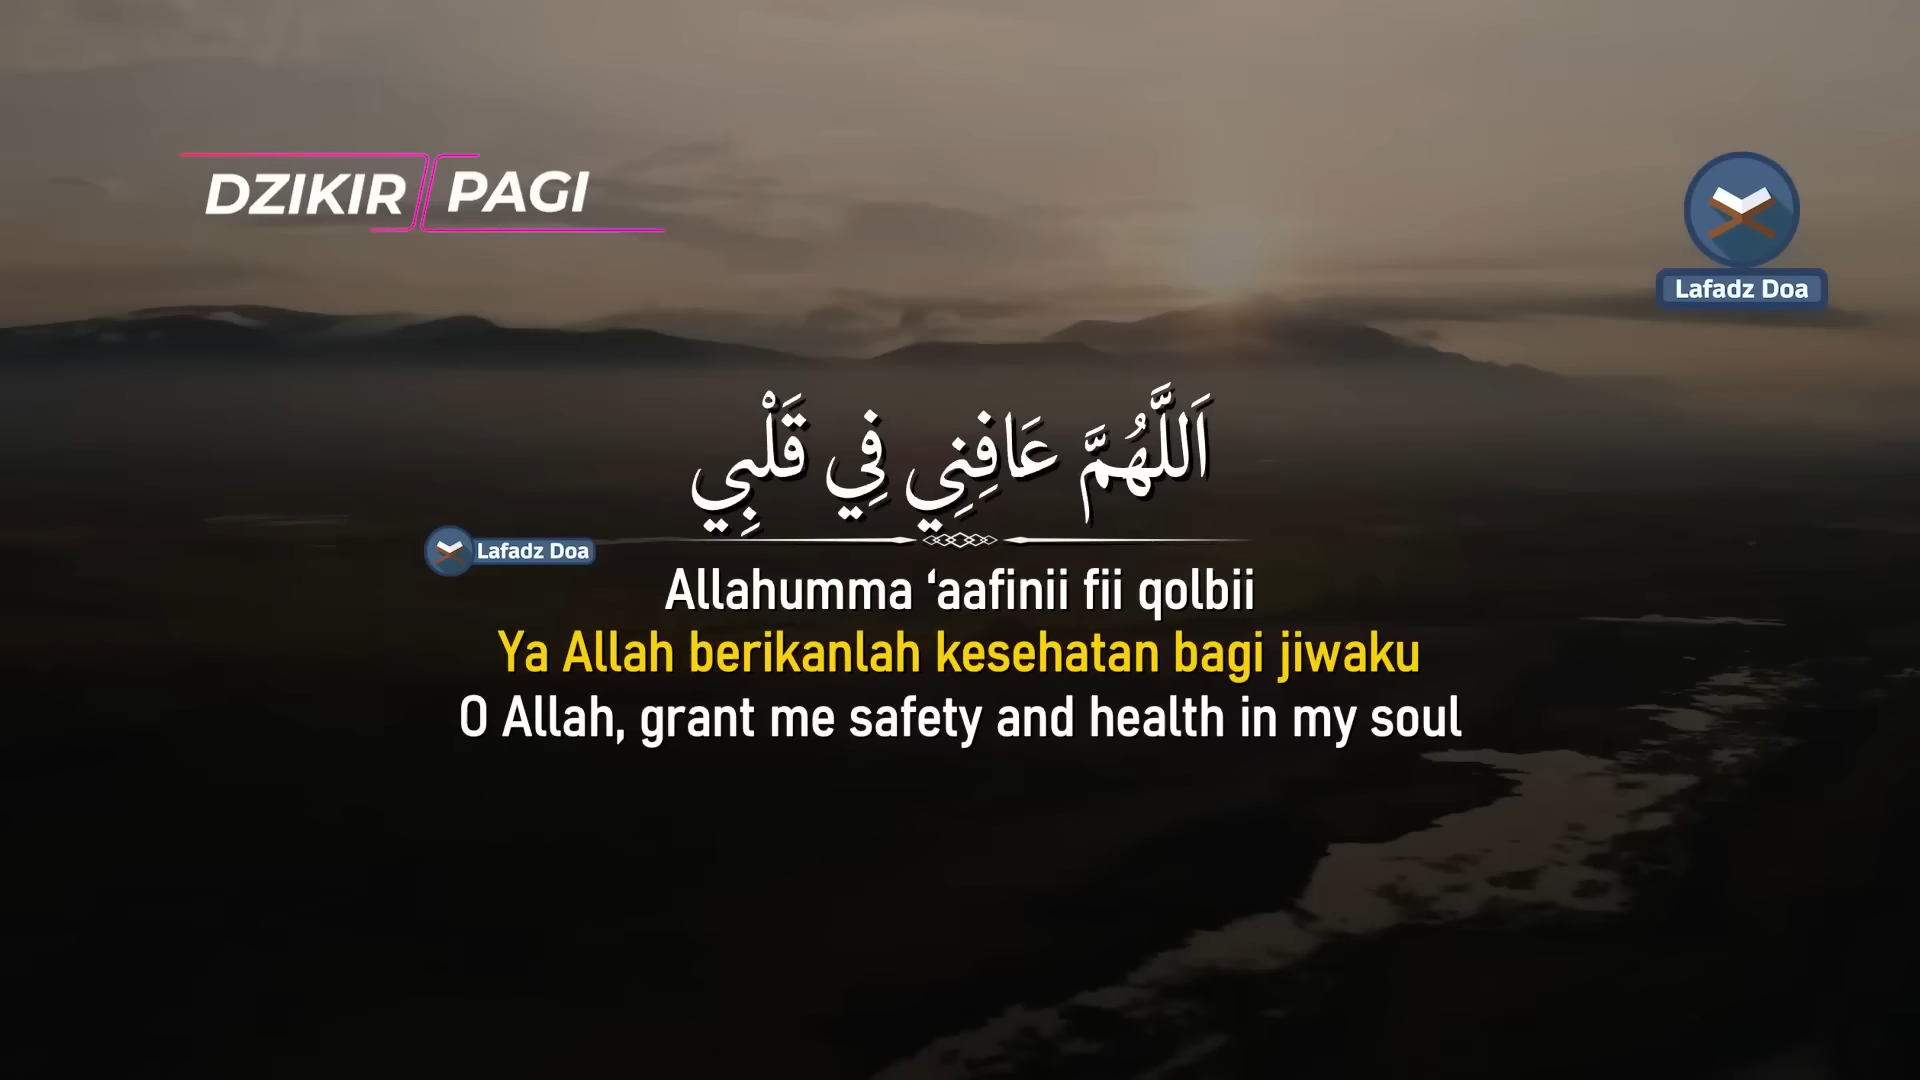 DZIKIR PAGI
Lafadz Doa
اَللَّهُمَّ عَافِنِي فِي قَلْبِي
Lafadz Doa
Allahumma ‘aafinii fii qolbii
Ya Allah berikanlah kesehatan bagi jiwaku
O Allah, grant me safety and health in my soul